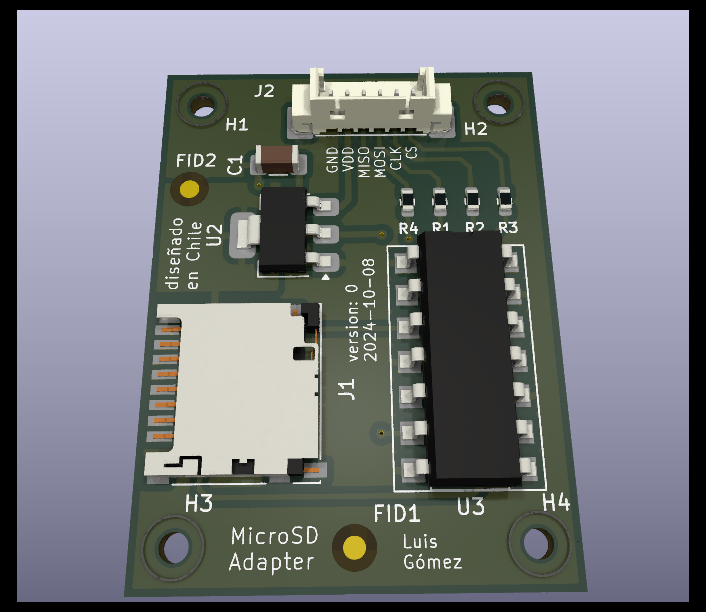 J2
H1
H2
GND
VDD
MISO
MOSI
CLK
CS
FID2
C1
R4 R1 R2 R3
diseñado
en Chile
U2
version: 0
2024-10-08
J1
H3
FID1
U3
H4
MicroSD
Adapter
Luis
Gómez